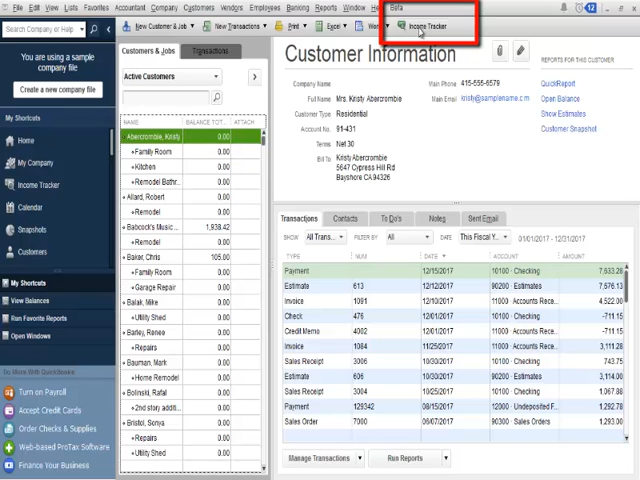 File Edit View Lists Favorites Accountant Company Customers Vendors Employees Banking Reports Window Beta
12
Search Company or Help
New Customer & Job New Transactions Print Excel Income Tracker
You are using a sample company file
Create a new company file
My Shortcuts
Home
My Company
Income Tracker
Calendar
Snapshots
Customers
My Shortcuts
View Balances
Run Favorite Reports
Open Windows
Do More With QuickBooks
Turn on Payroll
Accept Credit Cards
Order Checks & Supplies
Web-based ProTax Software
Finance Your Business
Customers & Jobs Transactions
Active Customers
NAME BALANCE TOT... ATTACH
Abercrombie, Kristy 0.00
Family Room 0.00
Kitchen 0.00
Remodel Bathr... 0.00
Allard, Robert 0.00
Remodel 0.00
Babcock's Music ... 1,938.42
Remodel 0.00
Baker, Chris 105.00
Family Room 0.00
Garage Repair 0.00
Balak, Mike 0.00
Utility Shed 0.00
Barley, Renee 0.00
Repairs 0.00
Bauman, Mark 0.00
Home Remodel 0.00
Bolinski, Rafal 0.00
2nd story additi... 0.00
Bristol, Sonya 0.00
Repairs 0.00
Utility Shed 0.00
Customer Information
REPORTS FOR THIS CUSTOMER
Company Name
Full Name Mrs. Kristy Abercrombie
Customer Type Residential
Account No. 91-431
Terms Net 30
Bill To Kristy Abercrombie
5647 Cypress Hill Rd
Bayshore CA 94326
Main Phone 415-555-6579
Main Email kristy@samplename.c m
QuickReport
Open Balance
Show Estimates
Customer Snapshot
Transactions Contacts To Do's Notes Sent Email
SHOW All Trans... FILTER BY All DATE This Fiscal Y... 01/01/2017 - 12/31/2017
TYPE NUM DATE ACCOUNT AMOUNT
Payment 12/15/2017 10100 · Checking 7,633.28
Estimate 613 12/12/2017 90200 · Estimates 7,676.13
Invoice 1091 12/10/2017 11000 · Accounts Rece... 4,522.00
Check 476 12/01/2017 10100 · Checking -711.15
Credit Memo 4002 11/30/2017 11000 · Accounts Rece... -711.15
Invoice 1084 11/25/2017 11000 · Accounts Rece... 3,111.28
Sales Receipt 3006 10/30/2017 10100 · Checking 743.75
Estimate 606 10/30/2017 90200 · Estimates 3,114.00
Sales Receipt 3004 10/25/2017 10100 · Checking 1,067.80
Payment 129342 08/15/2017 12000 · Undeposited F... 1,292.78
Sales Order 7000 06/07/2017 90300 · Sales Orders 1,293.00
Manage Transactions Run Reports